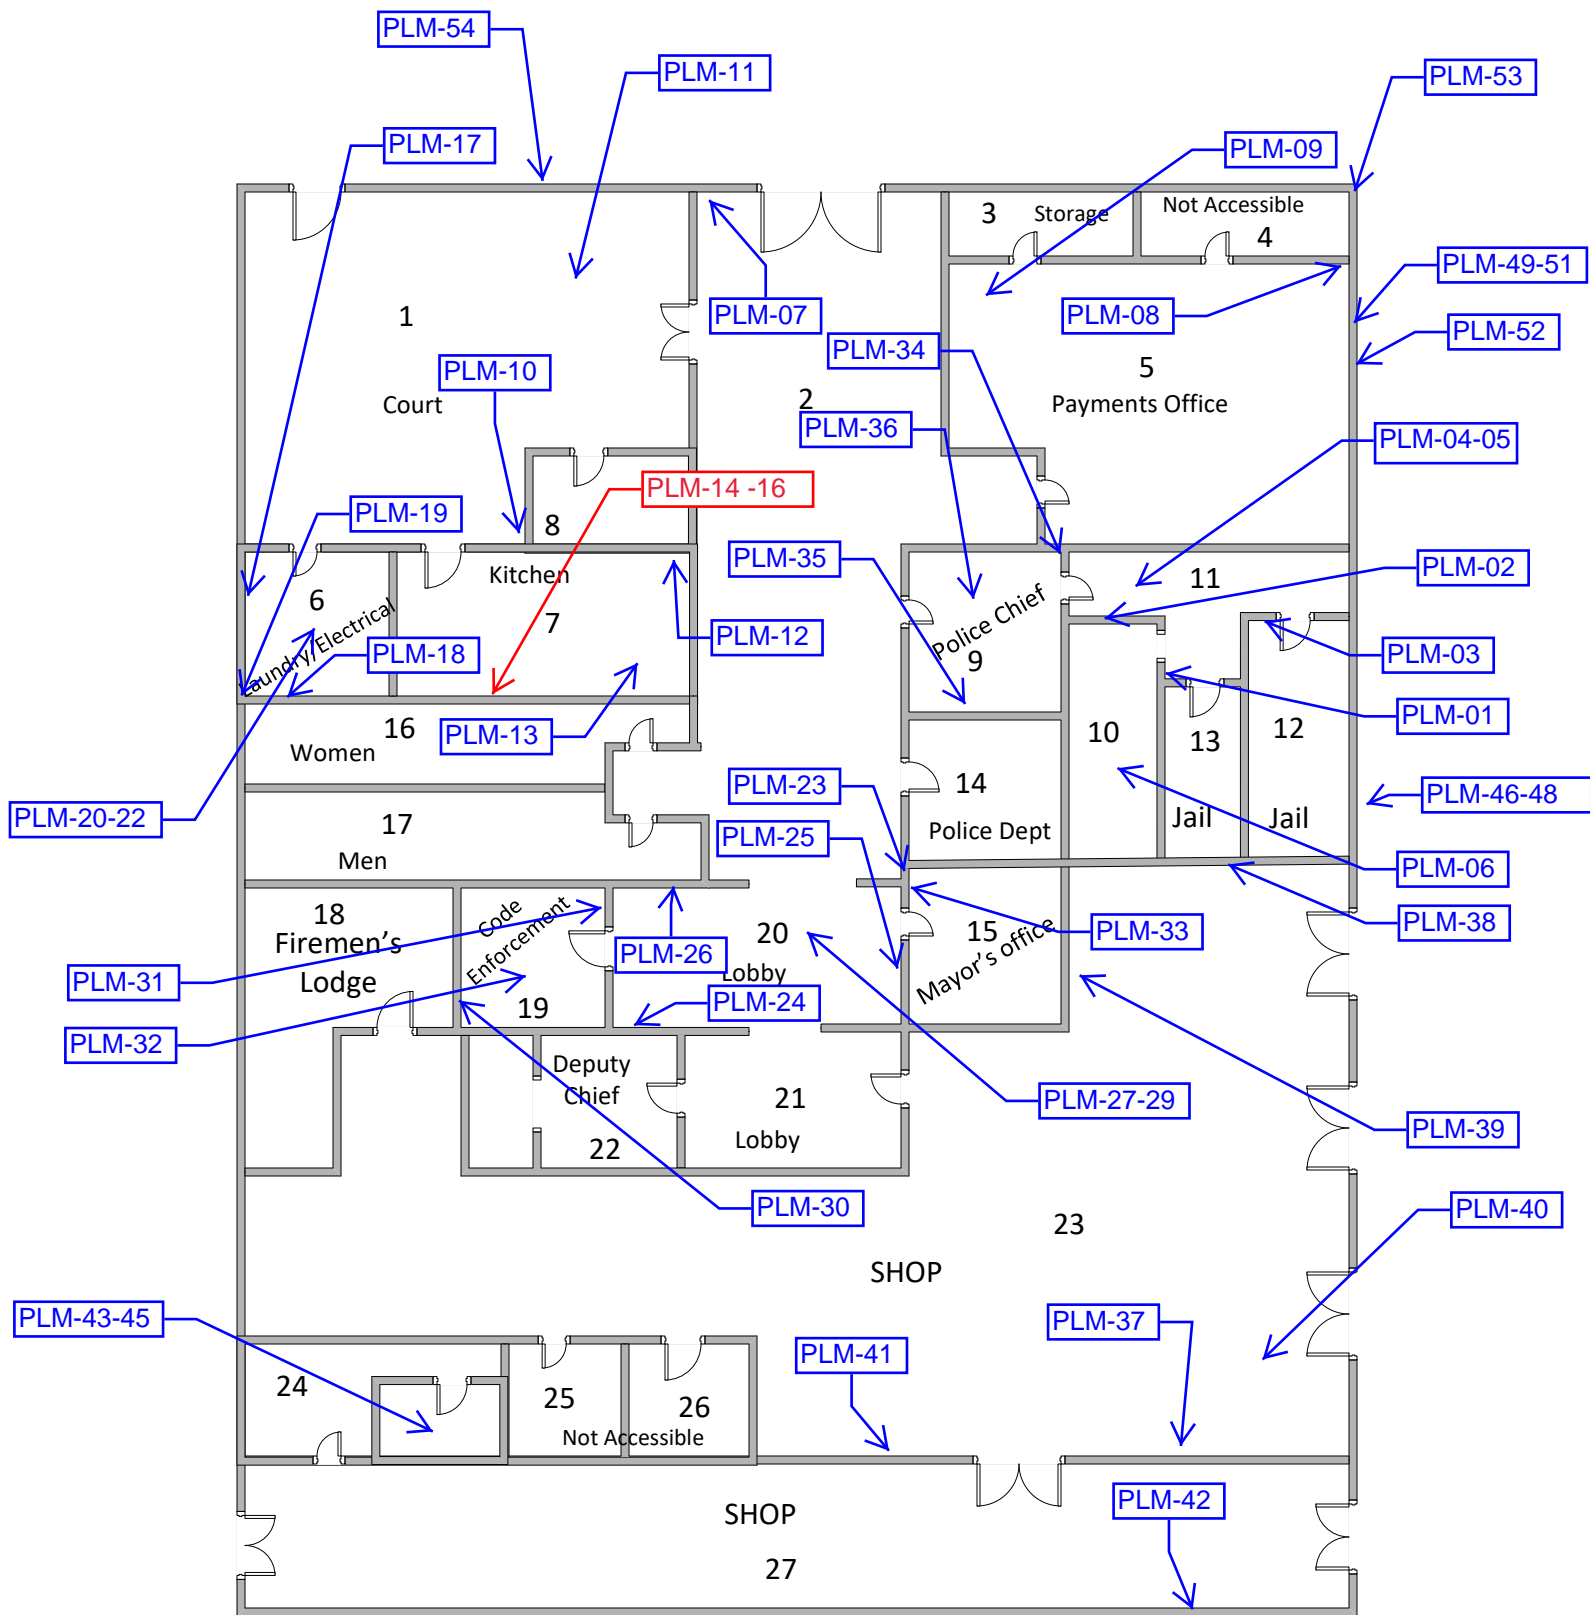 PLM-54
PLM-11
PLM-53
PLM-17
PLM-09
3 Storage
Not Accessible
4
PLM-49-51
1
PLM-07
PLM-08
PLM-52
PLM-34
5
PLM-10
Court
2
Payments Office
PLM-36
PLM-04-05
PLM-14 -16
PLM-19
8
PLM-35
PLM-02
Kitchen
11
6
7
Police Chief
PLM-12
Laundry/Electrical
PLM-18
9
PLM-03
PLM-01
16
Women
PLM-13
10
13
12
PLM-23
14
PLM-46-48
PLM-20-22
17
Men
PLM-25
Police Dept
Jail
Jail
PLM-06
18
Firemen's
Lodge
Code
Enforcement
20
Lobby
15
Mayor's office
PLM-33
PLM-38
PLM-26
PLM-31
19
PLM-24
PLM-32
Deputy
Chief
21
Lobby
22
PLM-27-29
PLM-39
PLM-30
23
PLM-40
SHOP
PLM-43-45
PLM-37
PLM-41
24
25
26
Not Accessible
SHOP
PLM-42
27